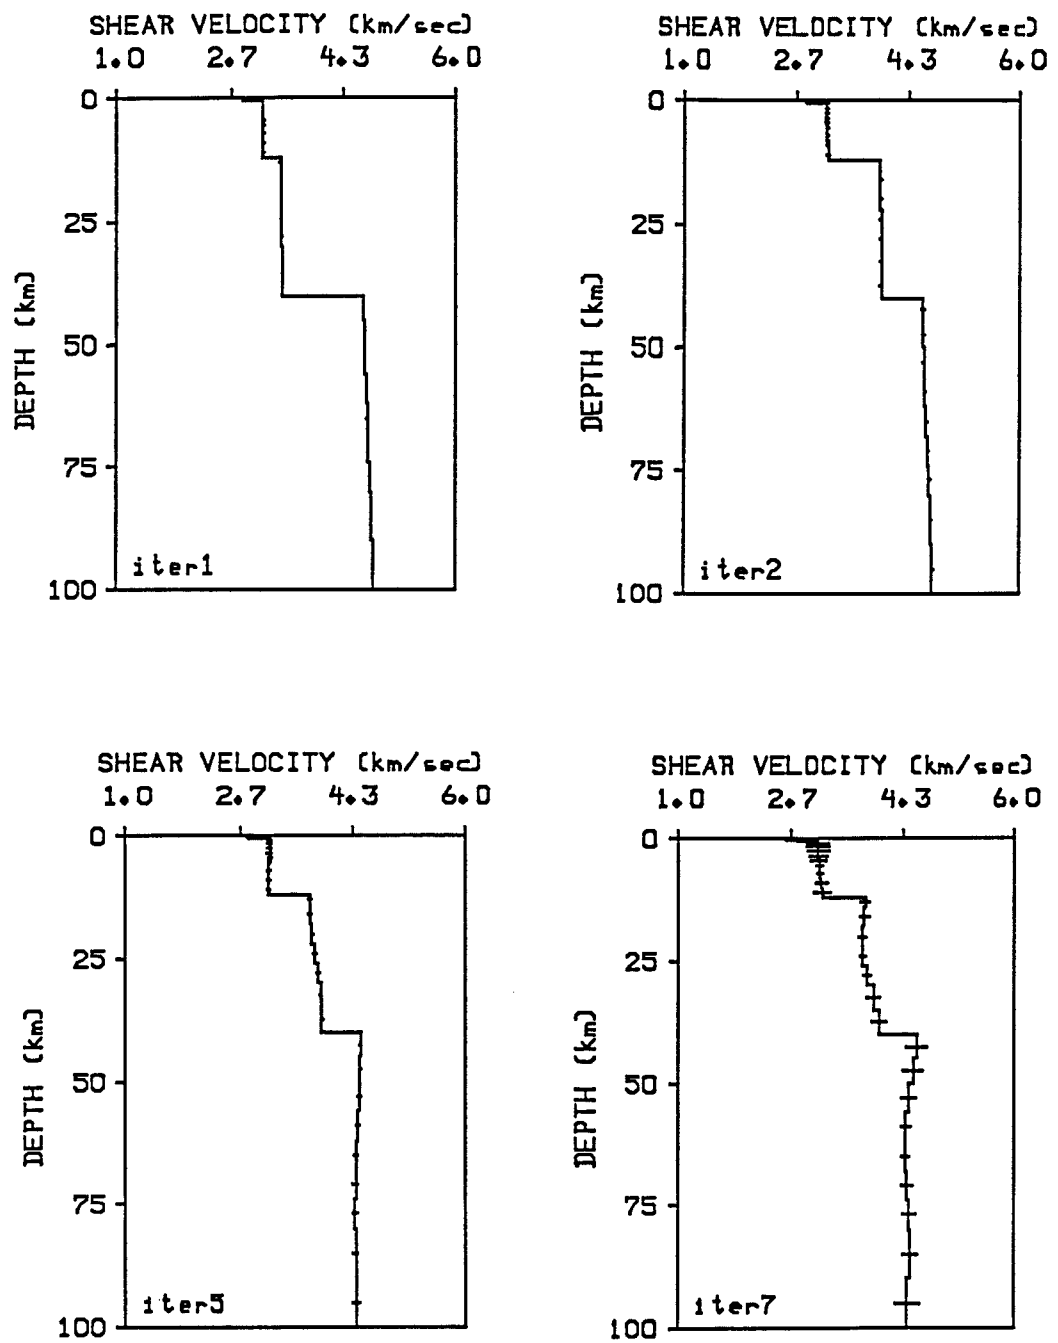 SHEAR VELOCITY (km/sec)
1.0 2.7 4.3 6.0
0
25
50
75
100
DEPTH (km)
iter1
SHEAR VELOCITY (km/sec)
1.0 2.7 4.3 6.0
0
25
50
75
100
DEPTH (km)
iter2
SHEAR VELOCITY (km/sec)
1.0 2.7 4.3 6.0
0
25
50
75
100
DEPTH (km)
iter5
SHEAR VELOCITY (km/sec)
1.0 2.7 4.3 6.0
0
25
50
75
100
DEPTH (km)
iter7